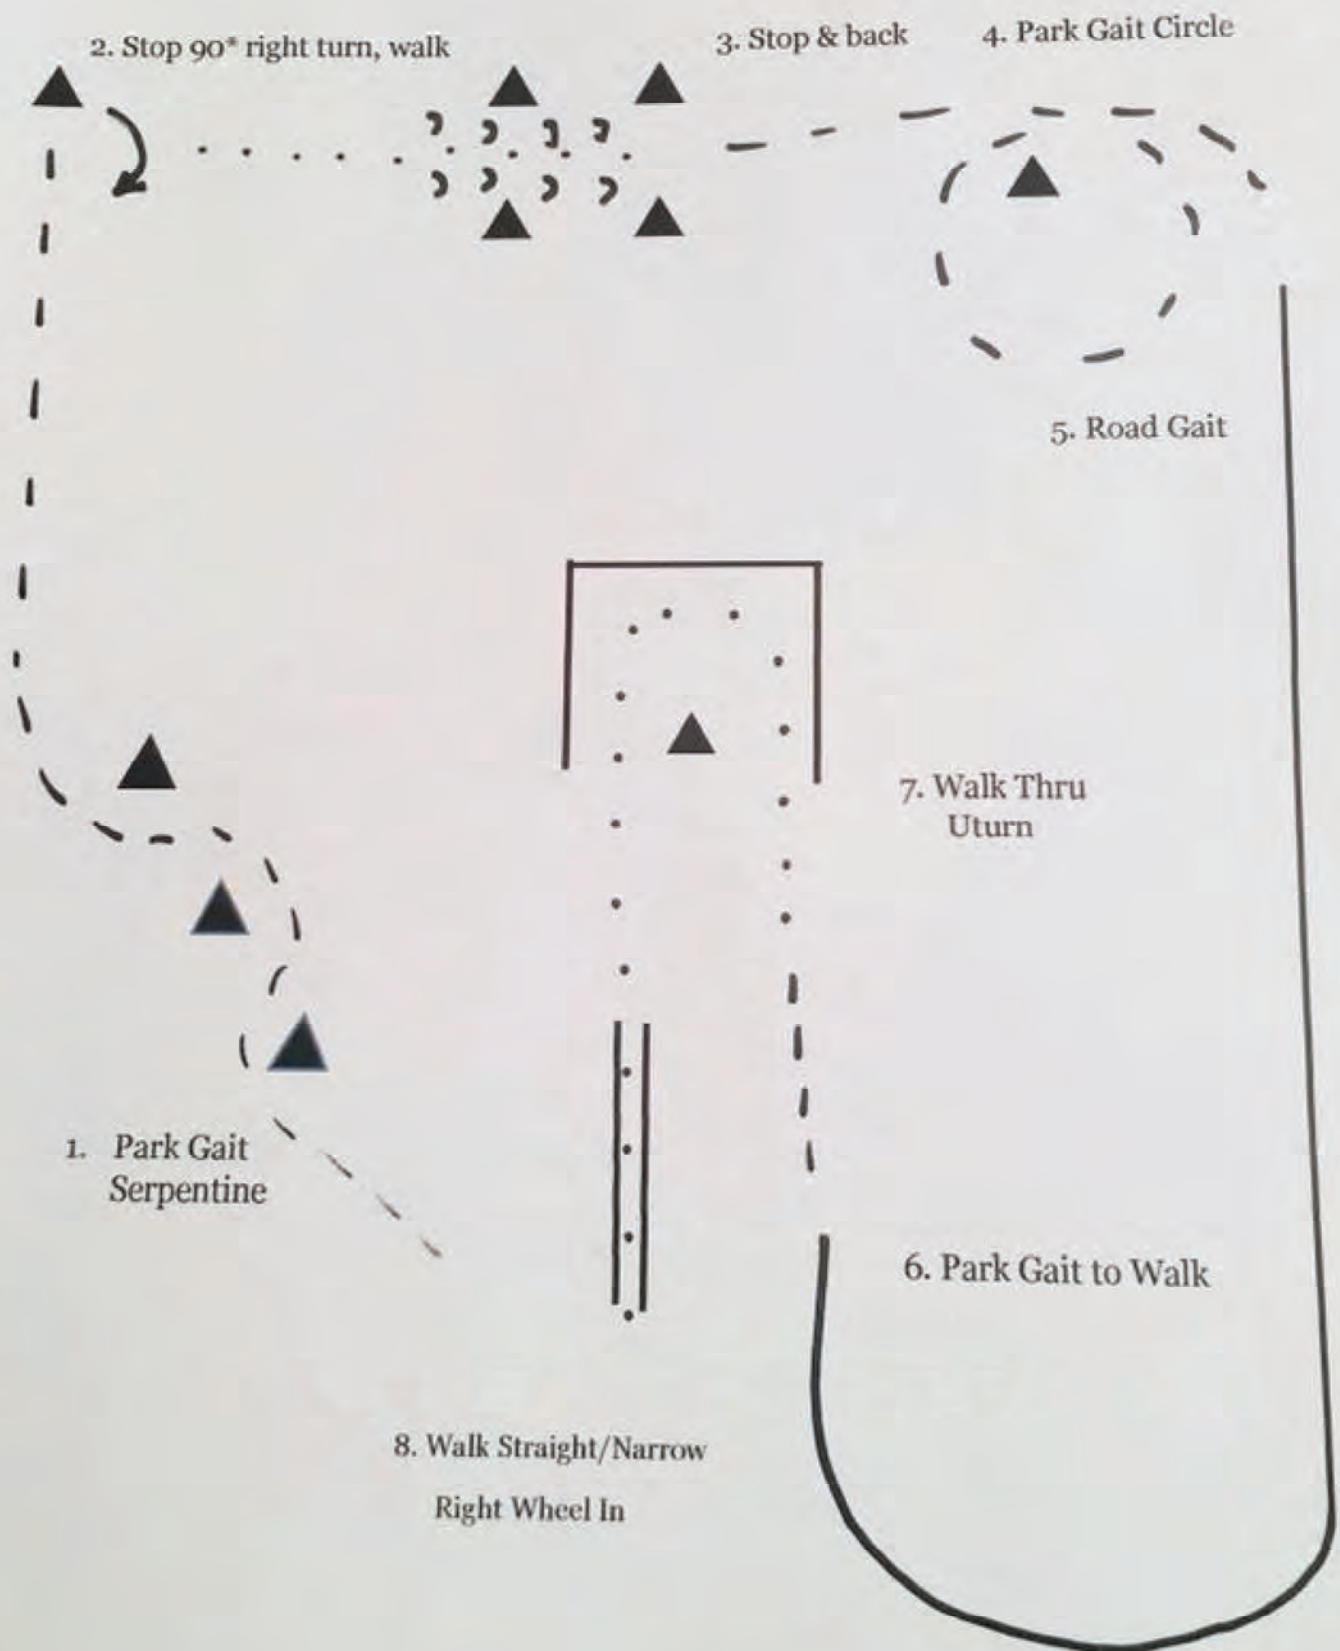 2. Stop 90* right turn, walk
3. Stop & back
4. Park Gait Circle
5. Road Gait
7. Walk Thru
Uturn
1. Park Gait
Serpentine
6. Park Gait to Walk
8. Walk Straight/Narrow
Right Wheel In